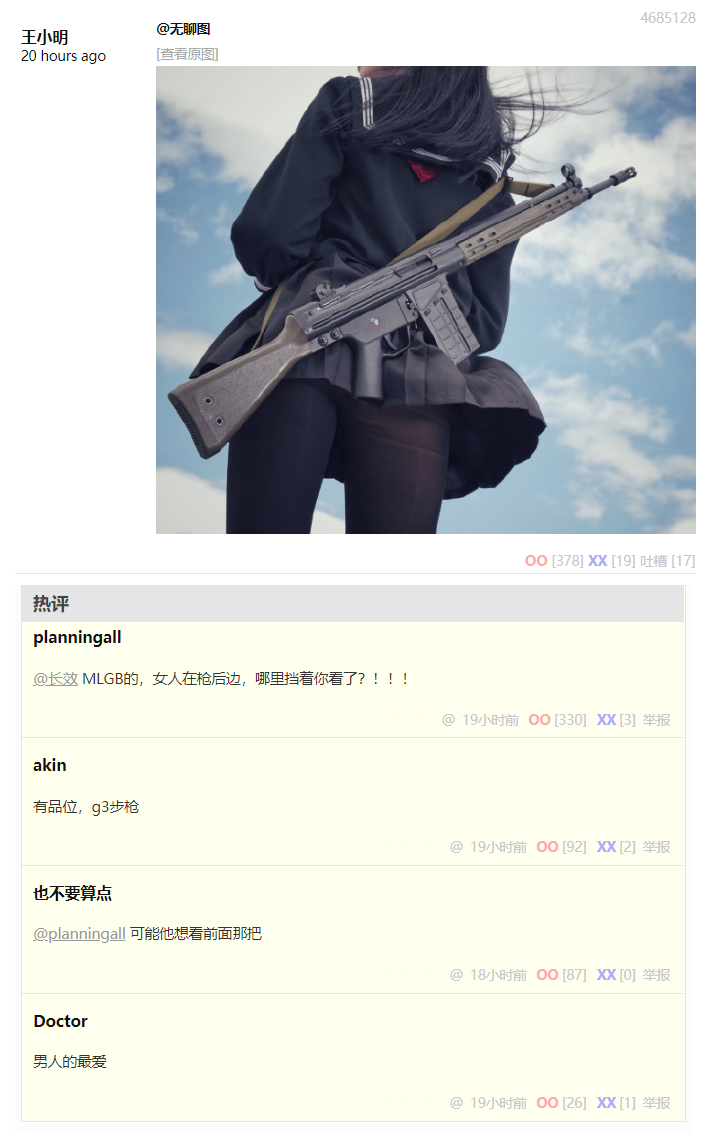 4685128
王小明
20 hours ago
@无聊图
[查看原图]
OO [378] XX [19] 吐槽 [17]
热评
planningall
@长效 MLGB的，女人在枪后边，哪里挡着你看了？！！！
@ 19小时前 OO [330] XX [3] 举报
akin
有品位，g3步枪
@ 19小时前 OO [92] XX [2] 举报
也不要算点
@planningall 可能他想看前面那把
@ 18小时前 OO [87] XX [0] 举报
Doctor
男人的最爱
@ 19小时前 OO [26] XX [1] 举报